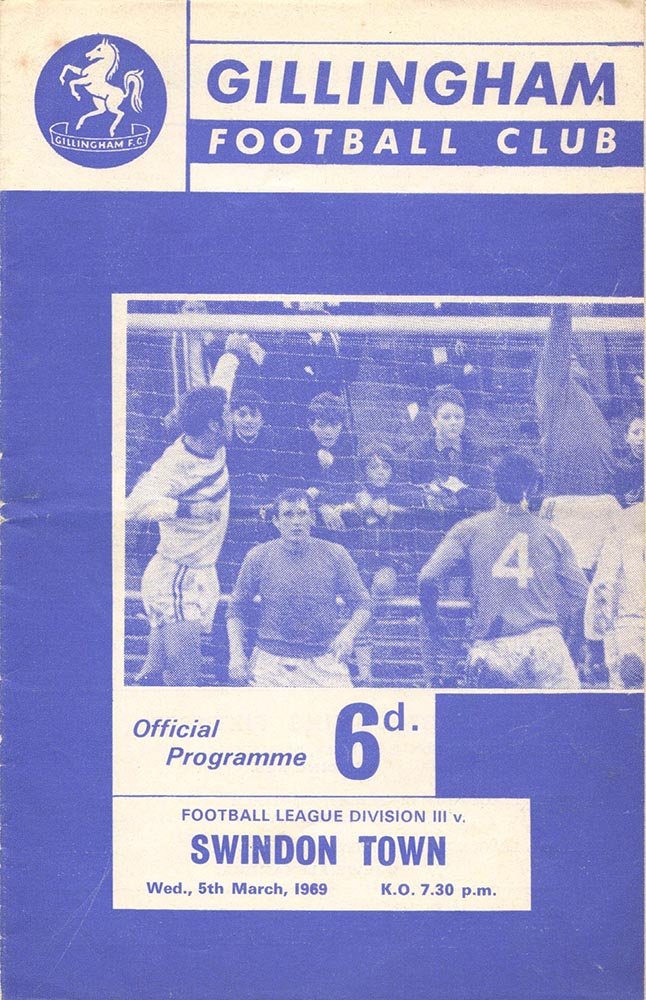 GILLINGHAM F.C.
GILLINGHAM
FOOTBALL CLUB
4
Official
Programme
6d.
FOOTBALL LEAGUE DIVISION III v.
SWINDON TOWN
Wed., 5th March, 1969 K.O. 7.30 p.m.